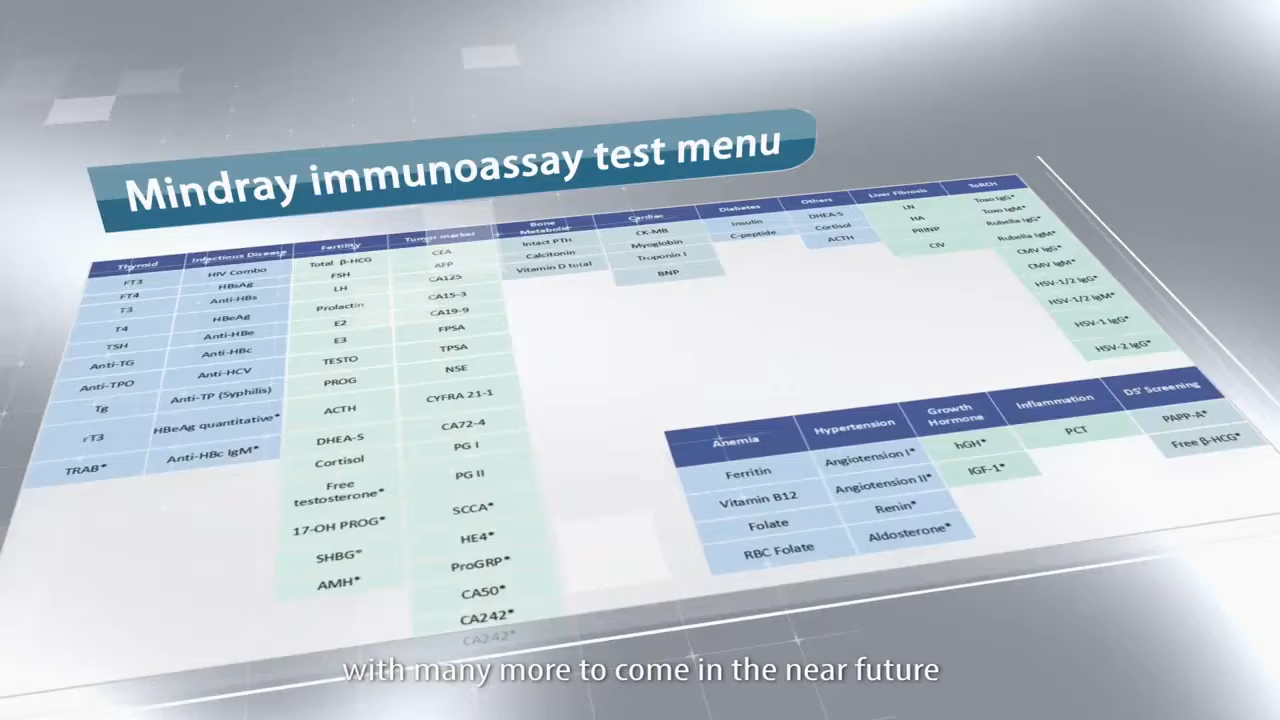 Mindray immunoassay test menu
Thyroid
FT3
FT4
T3
T4
TSH
Anti-TG
Anti-TPO
Tg
rT3
TRAB*
Infectious Disease
HIV Combo
HBsAg
Anti-HBs
HBeAg
Anti-HBe
Anti-HBc
Anti-HCV
Anti-TP (Syphilis)
HBeAg quantitative*
Anti-HBc IgM*
Fertility
Total β-HCG
FSH
LH
Prolactin
E2
E3
TESTO
PROG
ACTH
DHEA-S
Cortisol
Free
testosterone*
17-OH PROG*
SHBG*
AMH*
Tumor marker
CEA
AFP
CA125
CA15-3
CA19-9
FPSA
TPSA
NSE
CYFRA 21-1
CA72-4
PG I
PG II
SCCA*
HE4*
ProGRP*
CA50*
CA242*
CA242*
Bone
Metabolism
Intact PTH
Calcitonin
Vitamin D total
Cardiac
CK-MB
Myoglobin
Troponin I
BNP
Diabetes
Insulin
C-peptide
Others
DHEA-S
Cortisol
ACTH
Liver Fibrosis
LN
HA
PIIINP
CIV
ToRCH
Toxo IgG*
Toxo IgM*
Rubella IgG*
Rubella IgM*
CMV IgG*
CMV IgM*
HSV-1/2 IgG*
HSV-1/2 IgM*
HSV-1 IgG*
HSV-2 IgG*
Anemia
Ferritin
Vitamin B12
Folate
RBC Folate
Hypertension
Angiotensin I*
Angiotensin II*
Renin*
Aldosterone*
Growth
Hormone
hGH*
IGF-1*
Inflammation
PCT
DS' Screening
PAPP-A*
Free β-HCG*
with many more to come in the near future